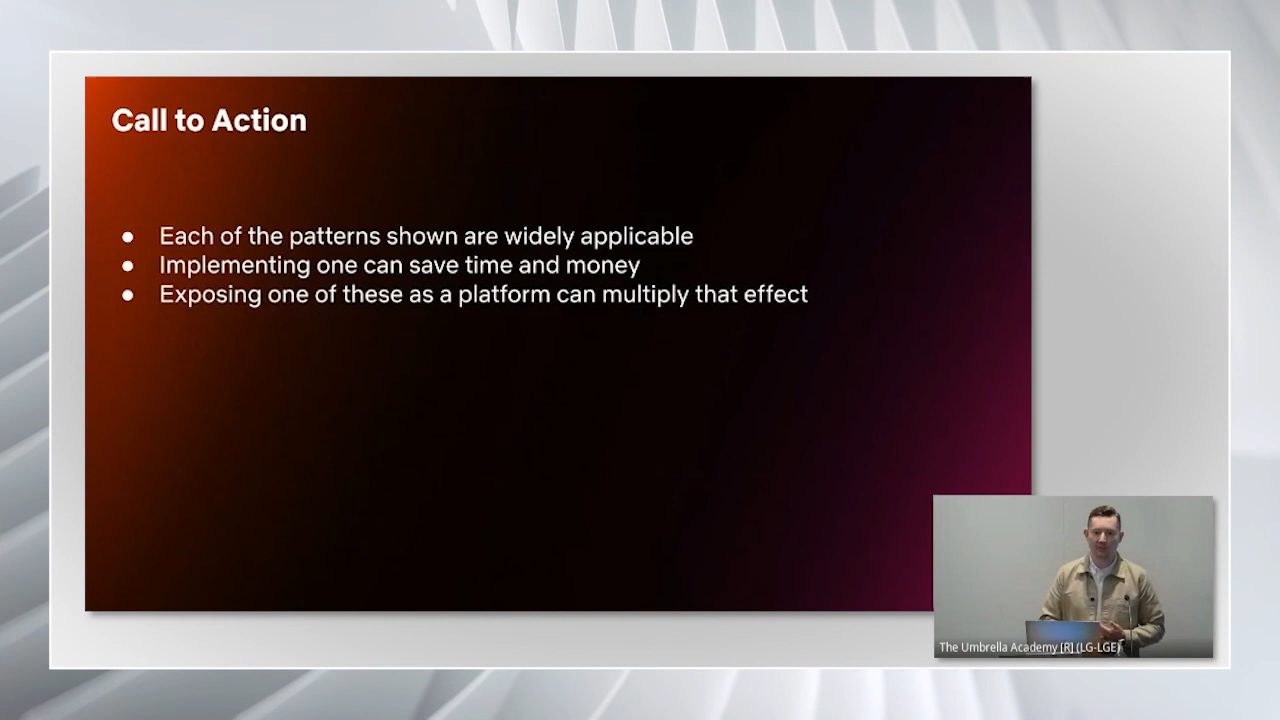 Call to Action
● Each of the patterns shown are widely applicable
● Implementing one can save time and money
● Exposing one of these as a platform can multiply that effect
The Umbrella Academy [R] (LG-LGE)